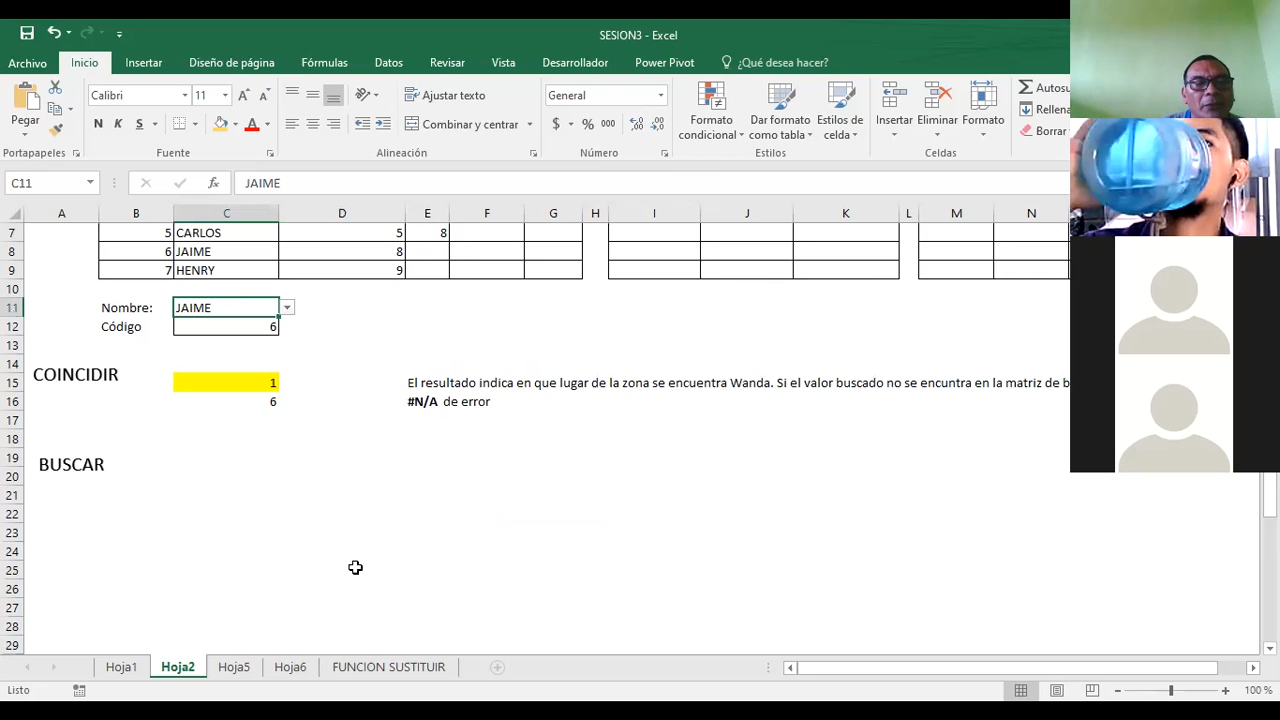 SESION3 - Excel
Archivo Inicio Insertar Diseño de página Fórmulas Datos Revisar Vista Desarrollador Power Pivot ¿Qué desea hacer?
Pegar
Calibri 11
N K S
Ajustar texto
Combinar y centrar
General
$ % 000
Formato condicional
Dar formato como tabla
Estilos de celda
Insertar Eliminar Formato
Autosu
Rellena
Borrar
Portapapeles Fuente Alineación Número Estilos Celdas
C11 fx JAIME
A B C D E F G H I J K L M N
7 5 CARLOS 5 8
8 6 JAIME 8
9 7 HENRY 9
10
11 Nombre: JAIME
12 Código 6
13
14
COINCIDIR
15 1 El resultado indica en que lugar de la zona se encuentra Wanda. Si el valor buscado no se encuntra en la matriz de b
16 6 #N/A de error
17
18
19 BUSCAR
20
21
22
23
24
25
26
27
28
29
Hoja1 Hoja2 Hoja5 Hoja6 FUNCION SUSTITUIR
Listo 100 %